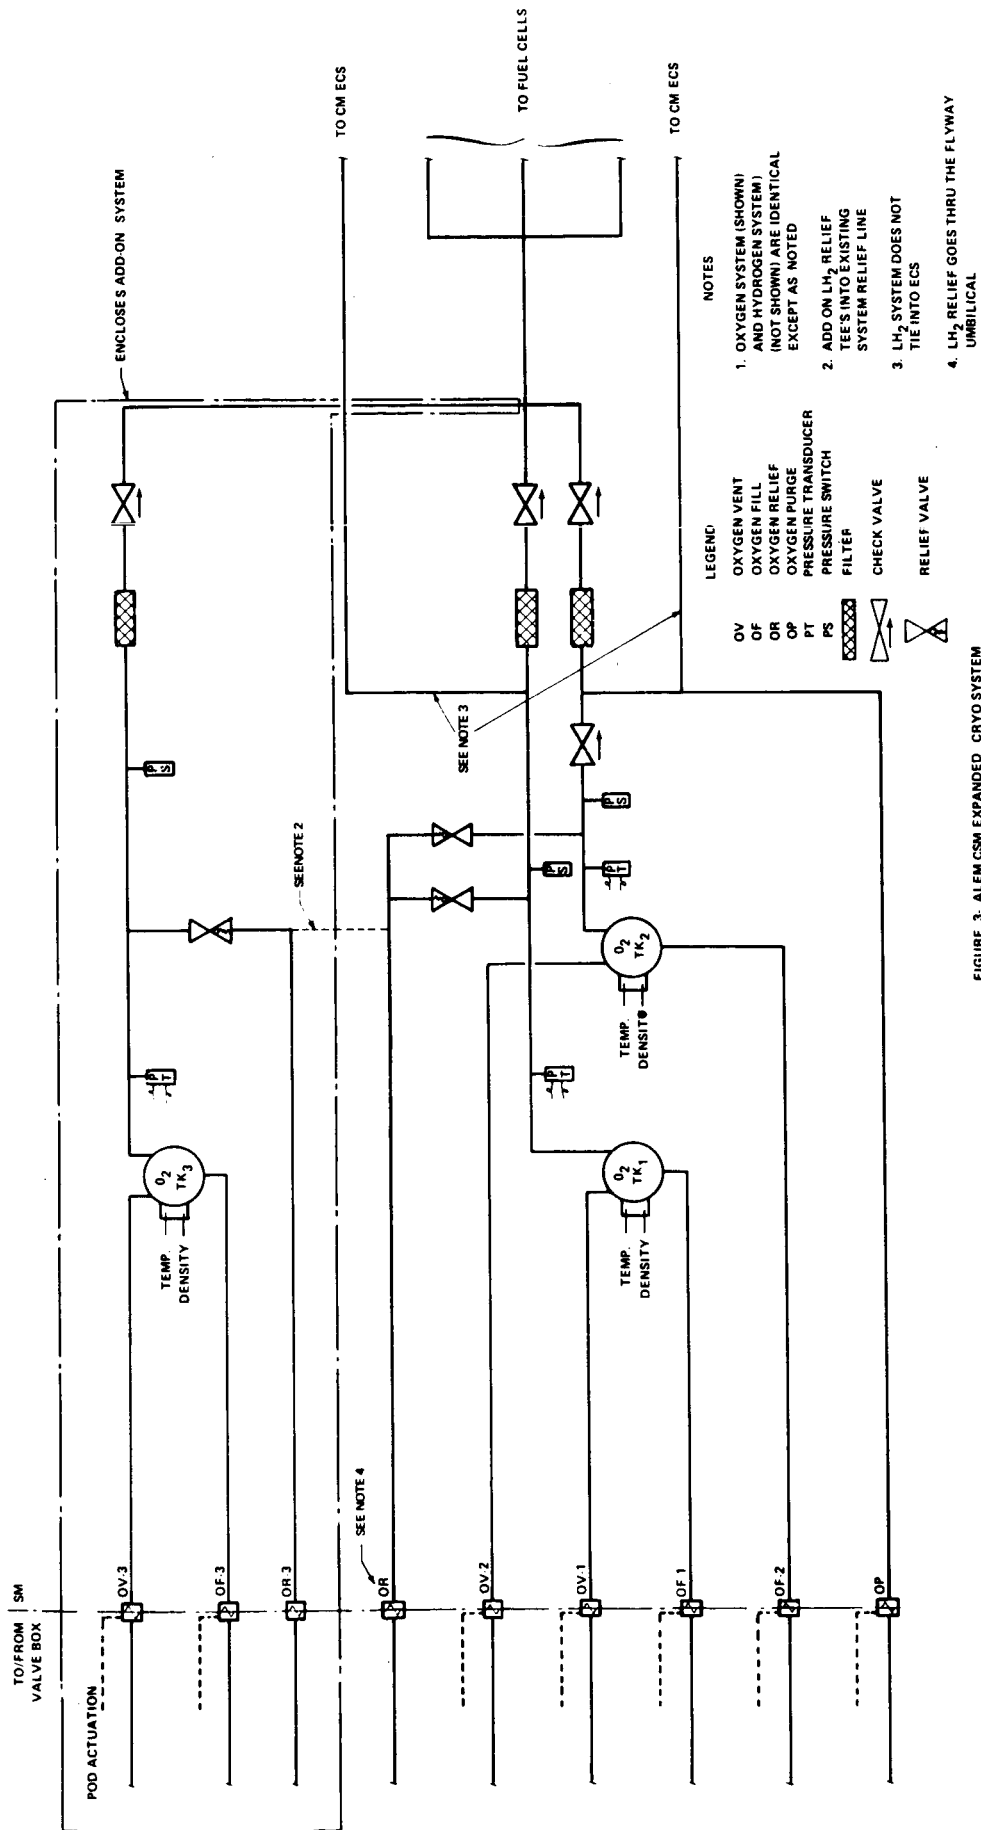 TO/FROM
VALVE BOX
SM
POD ACTUATION
ENCLOSES ADD-ON SYSTEM
OV-3
OF-3
OR-3
TEMP.
DENSITY
O2
TK3
P
T
P
S
SEE NOTE 2
TO CM ECS
OR
SEE NOTE 4
SEE NOTE 3
P
S
P
S
P
T
P
T
TO FUEL CELLS
OV-2
OV-1
OF 1
OF-2
OP
TEMP.
DENSITY
O2
TK1
TEMP.
DENSITY
O2
TK2
TO CM ECS
LEGEND
OV OXYGEN VENT
OF OXYGEN FILL
OR OXYGEN RELIEF
OP OXYGEN PURGE
PT PRESSURE TRANSDUCER
PS PRESSURE SWITCH
FILTER
CHECK VALVE
RELIEF VALVE
NOTES
1. OXYGEN SYSTEM (SHOWN)
AND HYDROGEN SYSTEM
(NOT SHOWN) ARE IDENTICAL
EXCEPT AS NOTED
2. ADD ON LH2 RELIEF
TEE'S INTO EXISTING
SYSTEM RELIEF LINE
3. LH2 SYSTEM DOES NOT
TIE INTO ECS
4. LH2 RELIEF GOES THRU THE FLYWAY
UMBILICAL
FIGURE 3- ALEM CSM EXPANDED CRYO SYSTEM